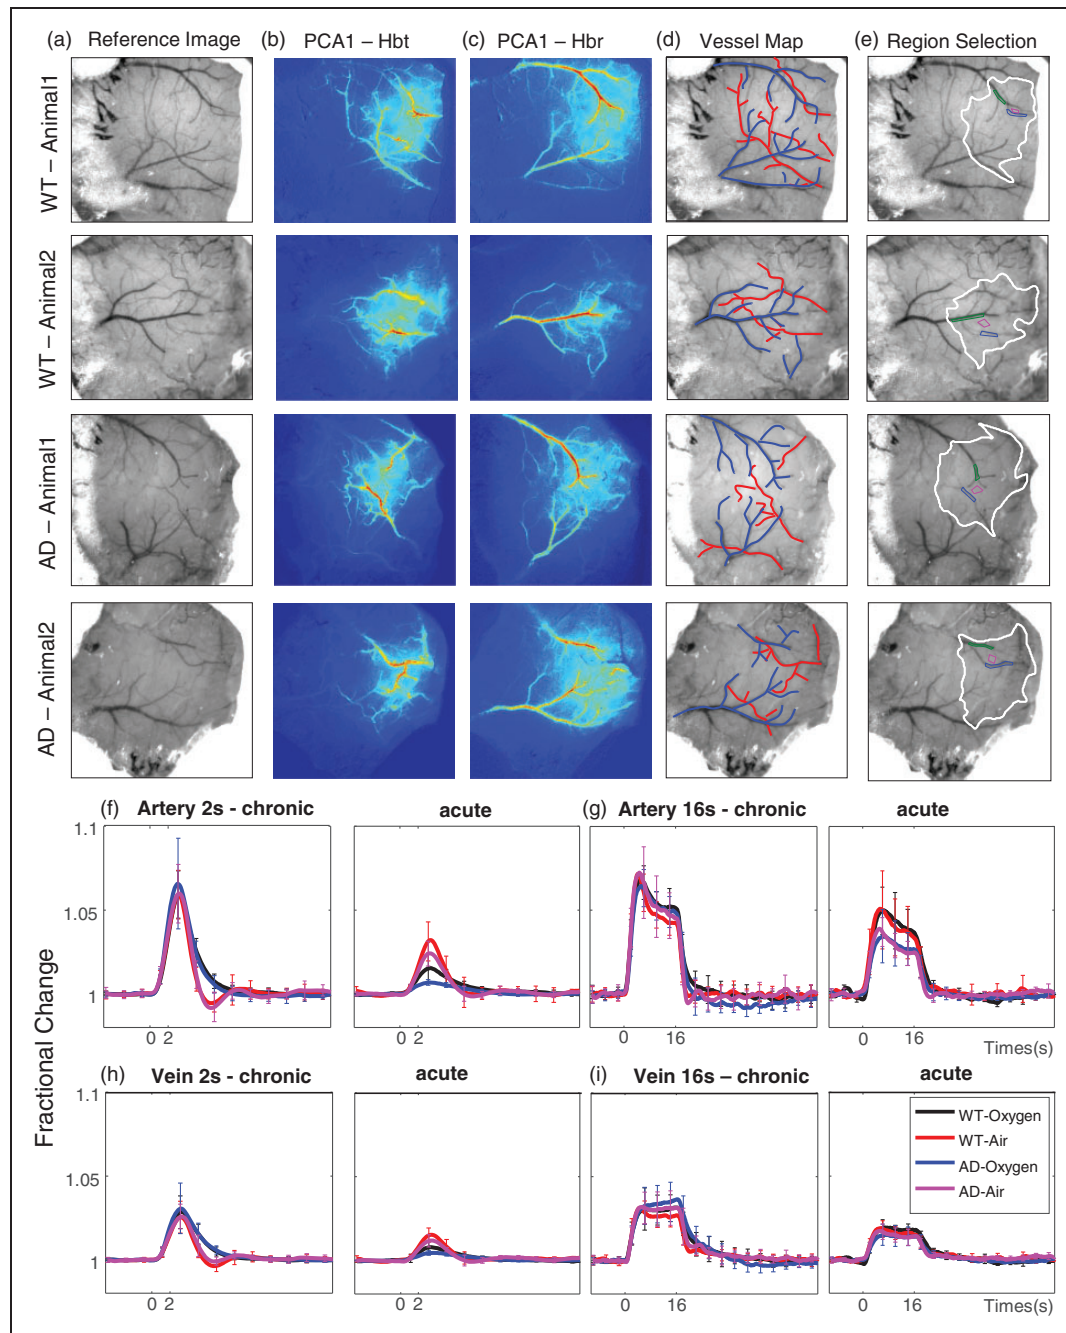 (a) Reference Image (b) PCA1 – Hbt (c) PCA1 – Hbr (d) Vessel Map (e) Region Selection
WT – Animal1
WT – Animal2
AD – Animal1
AD – Animal2
(f) Artery 2s - chronic acute (g) Artery 16s - chronic acute
1.1
1.05
1
0 2 0 2 0 16 0 16
Times(s)
Fractional Change
(h) Vein 2s - chronic acute (i) Vein 16s – chronic acute
1.1
1.05
1
WT-Oxygen
WT-Air
AD-Oxygen
AD-Air
0 2 0 2 0 16 0 16
Times(s)